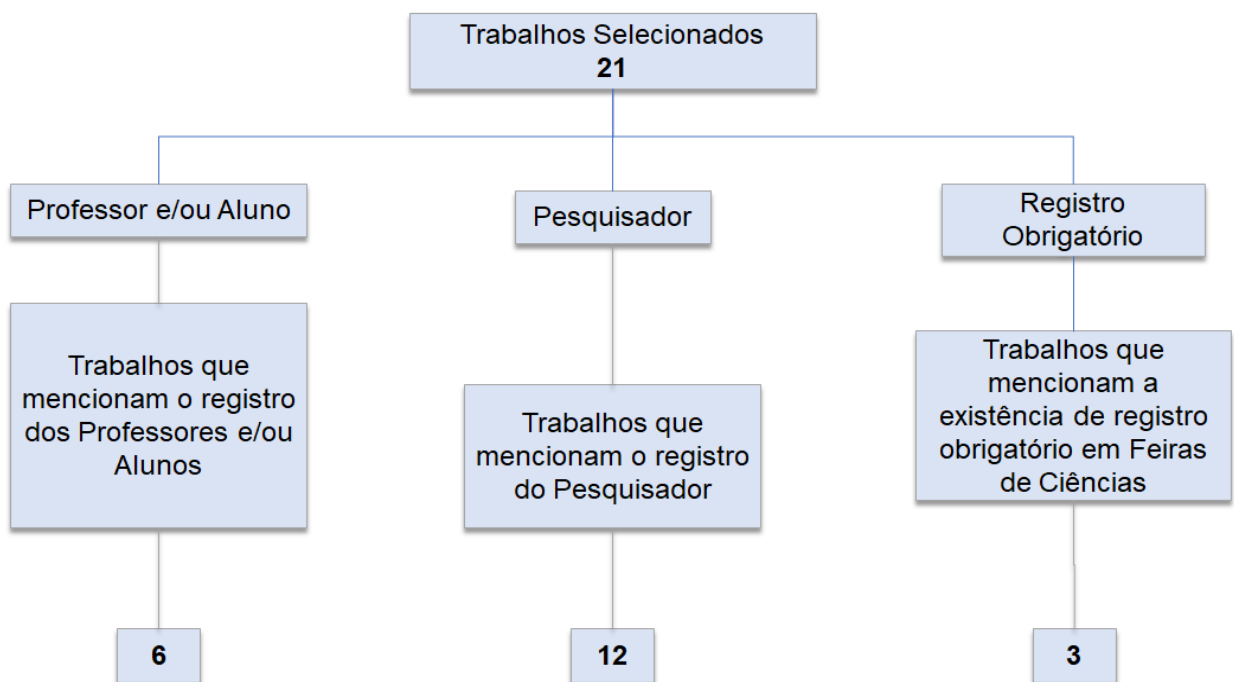 Trabalhos Selecionados
21
Professor e/ou Aluno
Pesquisador
Registro
Obrigatório
Trabalhos que
mencionam o registro
dos Professores e/ou
Alunos
Trabalhos que
mencionam o registro
do Pesquisador
Trabalhos que
mencionam a
existência de registro
obrigatório em Feiras
de Ciências
6
12
3